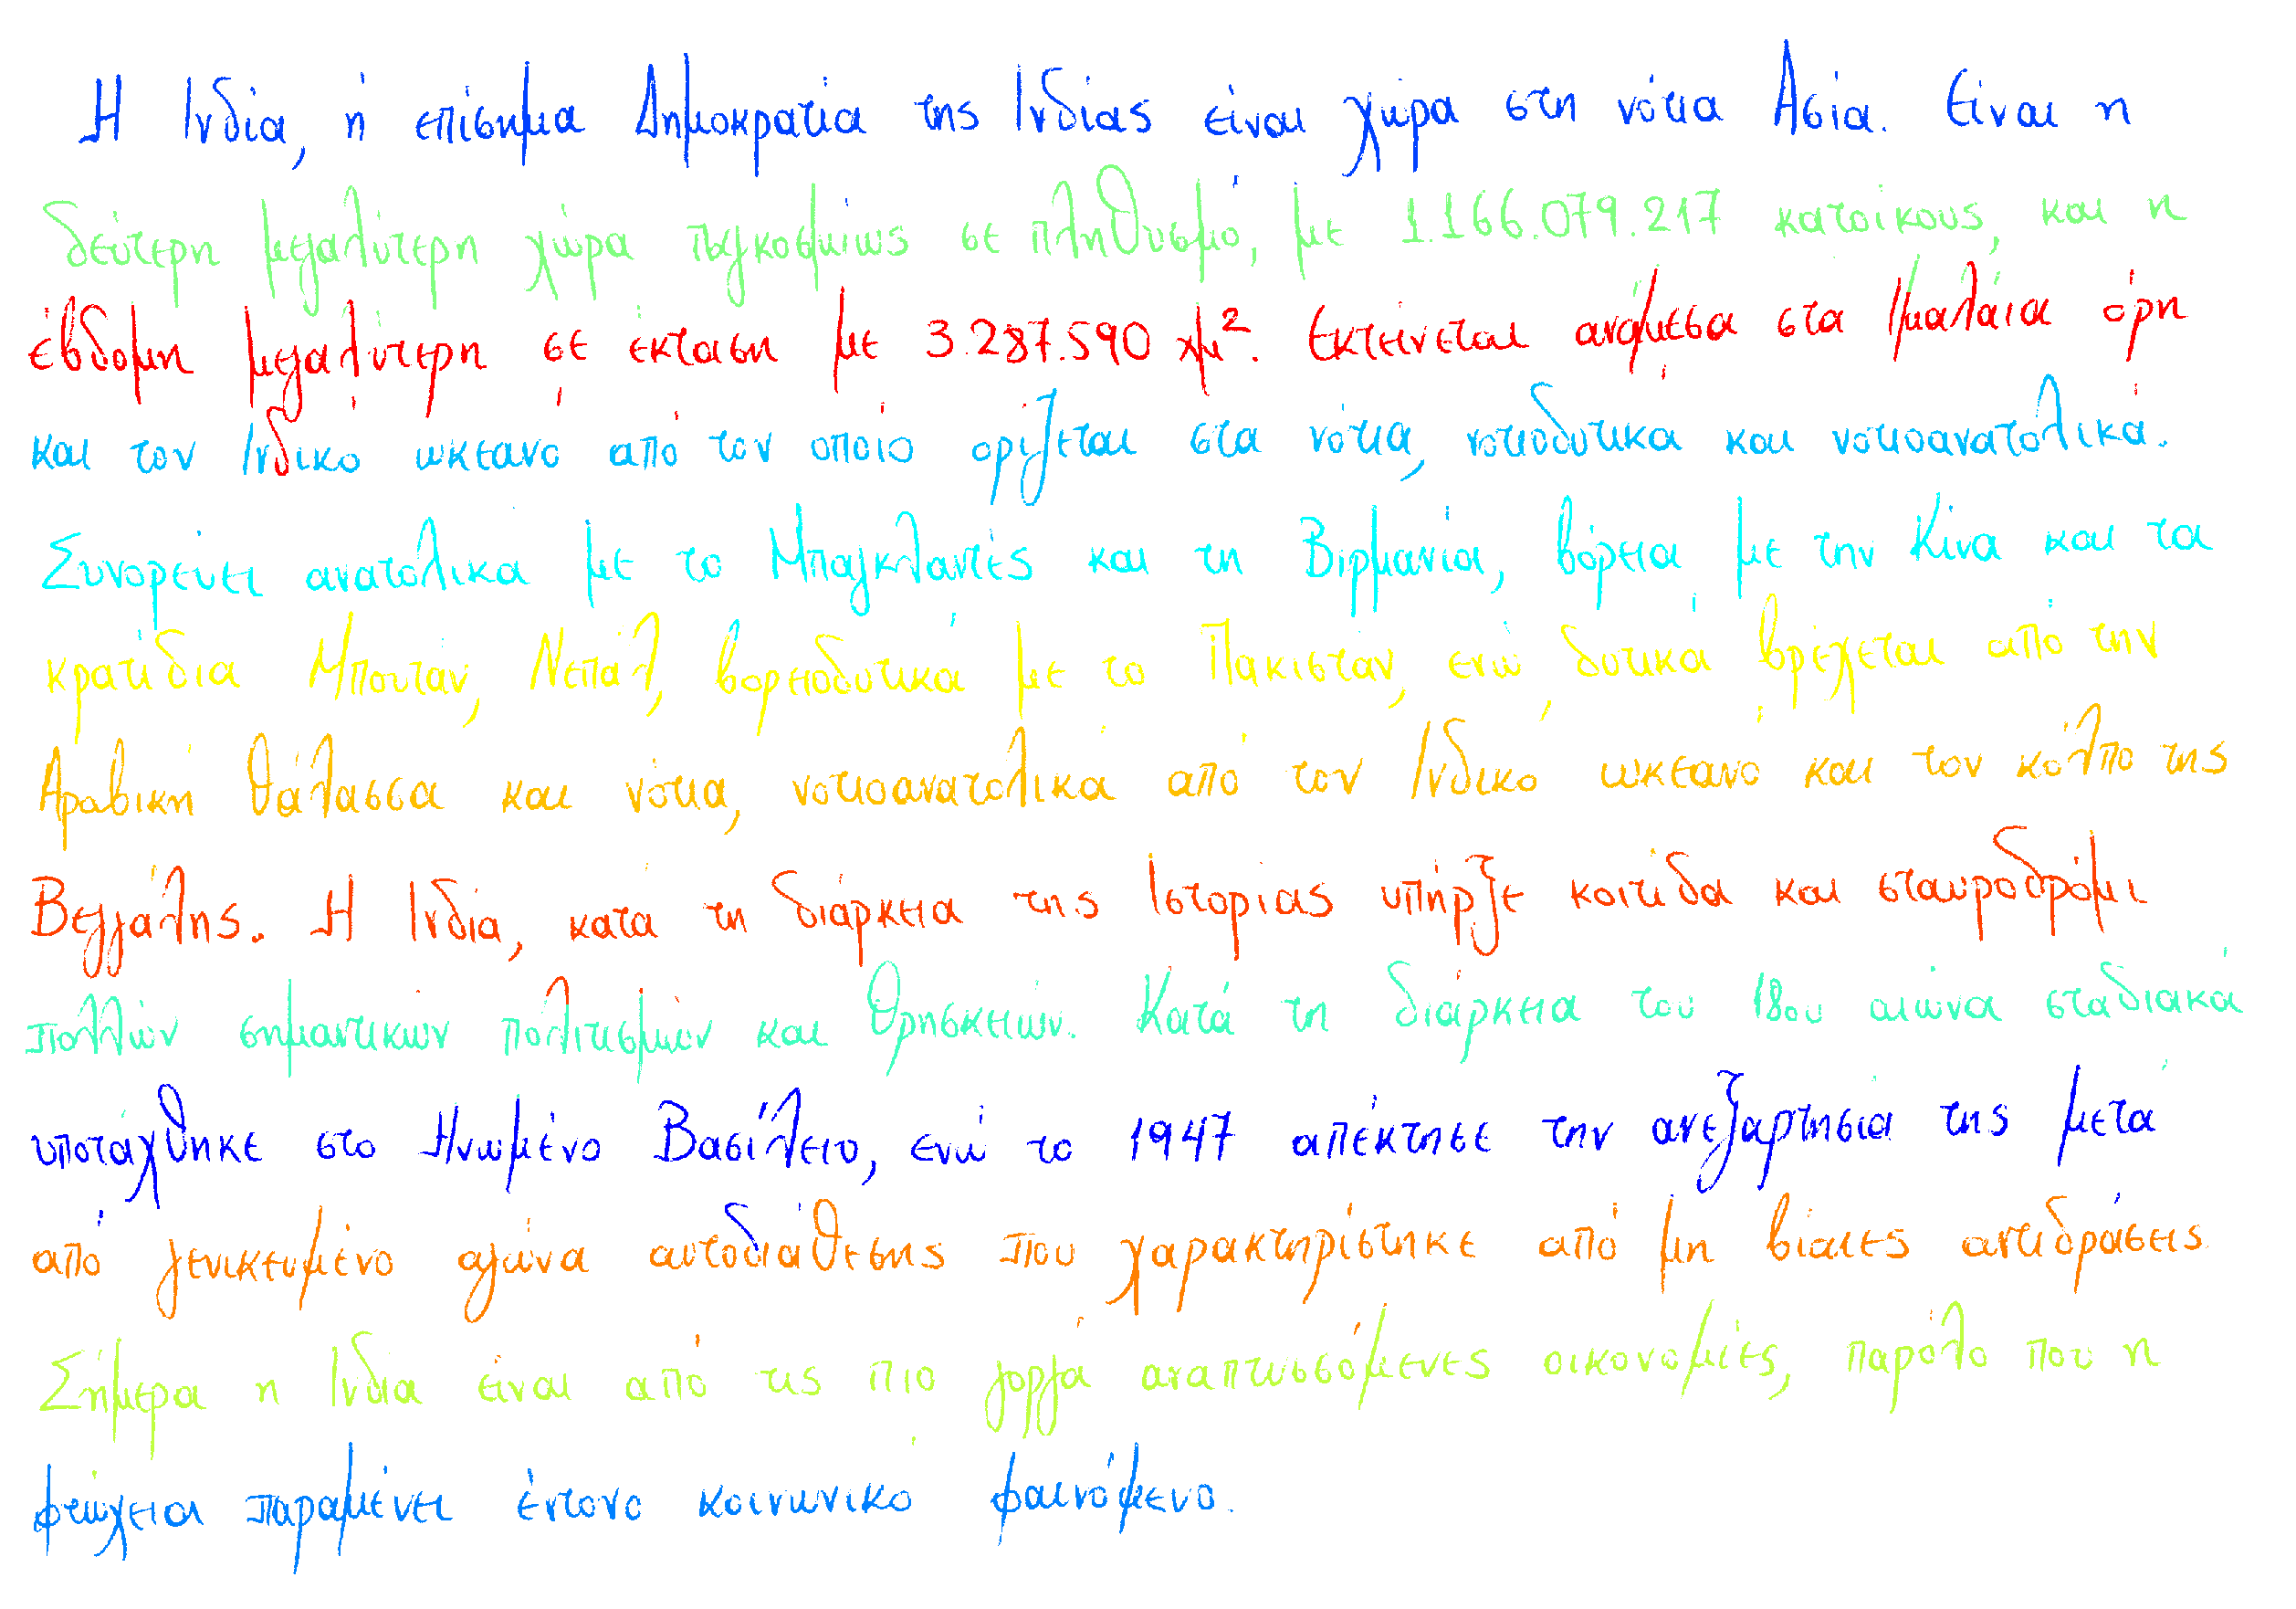 Η Ινδία, ή επίσημα Δημοκρατία της Ινδίας είναι χώρα στη νότια Ασία. Είναι η
δεύτερη μεγαλύτερη χώρα παγκοσμίως σε πληθυσμό, με 1.166.079.217 κατοίκους, και η
έβδομη μεγαλύτερη σε έκταση με 3.287.590 χμ². Εκτείνεται ανάμεσα στα Ιμαλάια όρη
και τον Ινδικό ωκεανό από τον οποίο ορίζεται στα νότια, νοτιοδυτικά και νοτιοανατολικά.
Συνορεύει ανατολικά με το Μπαγκλαντές και τη Βιρμανία, βόρεια με την Κίνα και τα
κρατίδια Μπουτάν, Νεπάλ, βορειοδυτικά με το Πακιστάν, ενώ δυτικά βρέχεται από την
Αραβική θάλασσα και νότια, νοτιοανατολικά από τον Ινδικό ωκεανό και τον κόλπο της
Βεγγάλης. Η Ινδία, κατά τη διάρκεια της Ιστορίας υπήρξε κοιτίδα και σταυροδρόμι
πολλών σημαντικών πολιτισμών και θρησκειών. Κατά τη διάρκεια του 18ου αιώνα σταδιακά
υποτάχθηκε στο Ηνωμένο Βασίλειο, ενώ το 1947 απέκτησε την ανεξαρτησία της μετά
από γενικευμένο αγώνα αυτοδιάθεσης που χαρακτηρίστηκε από μη βίαιες αντιδράσεις.
Σήμερα η Ινδία είναι από τις πιο γοργά αναπτυσσόμενες οικονομίες, παρόλο που η
φτώχεια παραμένει έντονο κοινωνικό φαινόμενο.